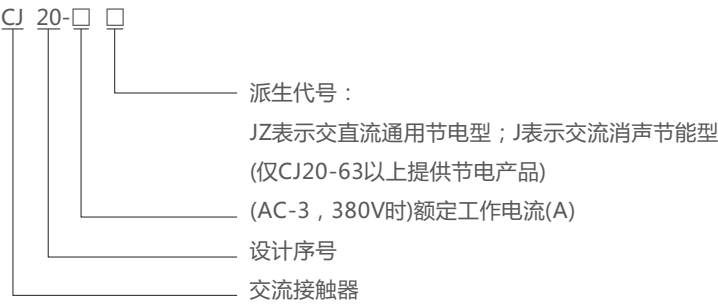 CJ 20-□ □
派生代号：
JZ表示交直流通用节电型；J表示交流消声节能型
(仅CJ20-63以上提供节电产品)
(AC-3，380V时)额定工作电流(A)
设计序号
交流接触器